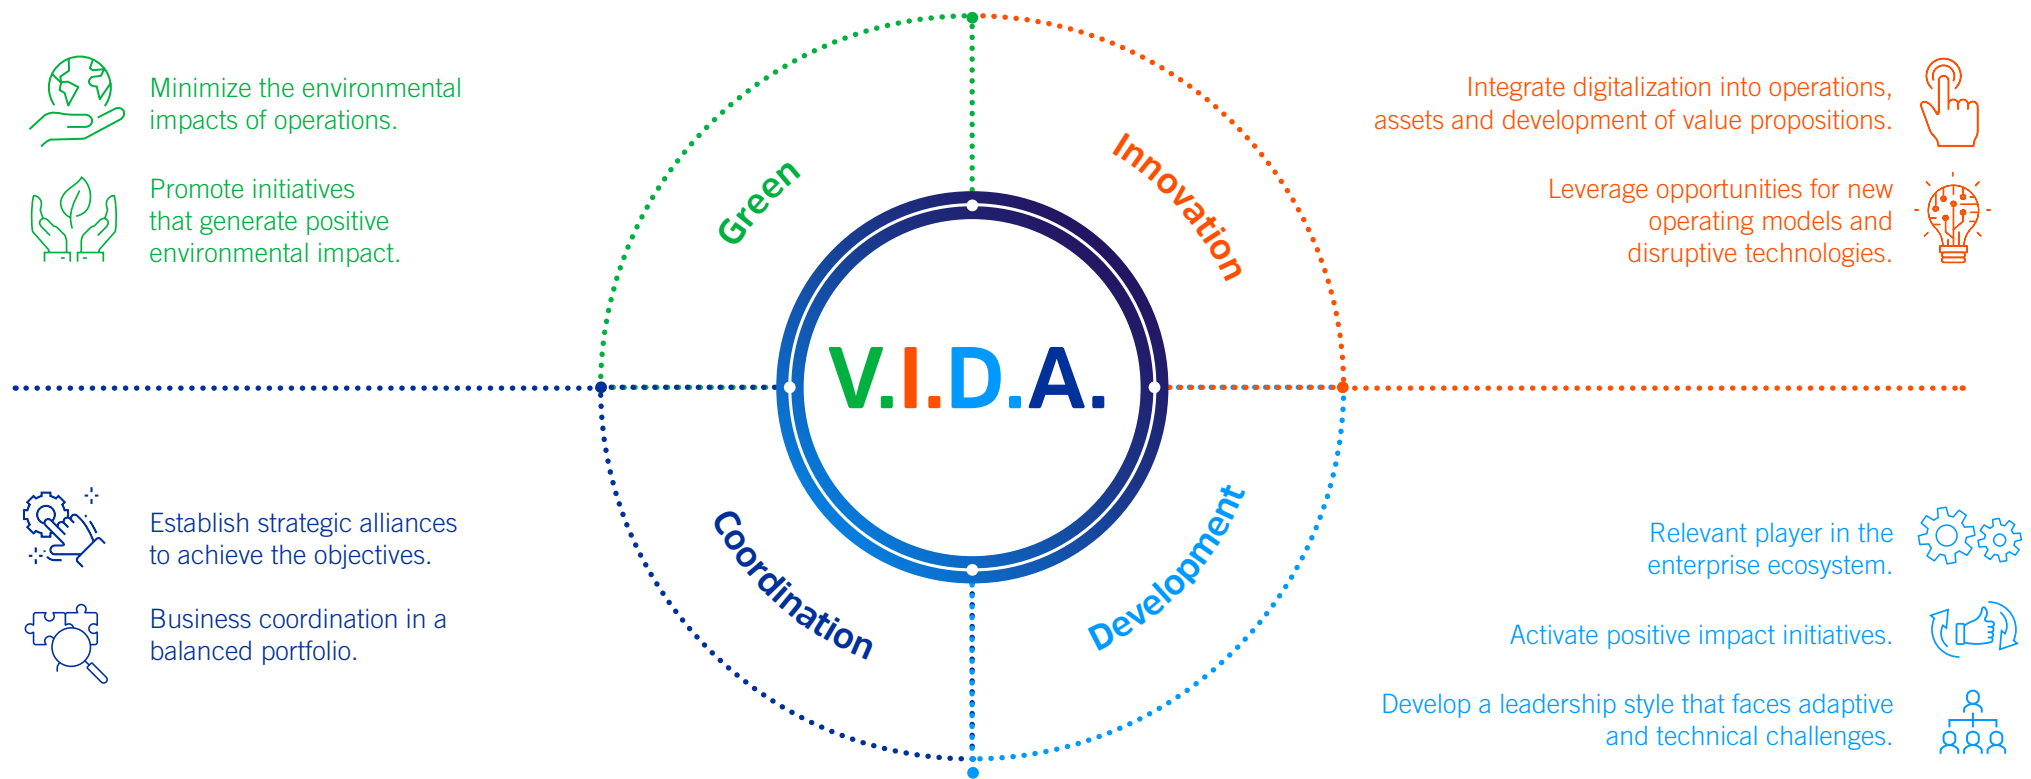 Minimize the environmental
impacts of operations.
Promote initiatives
that generate positive
environmental impact.
Green
Innovation
Integrate digitalization into operations,
assets and development of value propositions.
Leverage opportunities for new
operating models and
disruptive technologies.
V.I.D.A.
Establish strategic alliances
to achieve the objectives.
Business coordination in a
balanced portfolio.
Coordination
Development
Relevant player in the
enterprise ecosystem.
Activate positive impact initiatives.
Develop a leadership style that faces adaptive
and technical challenges.